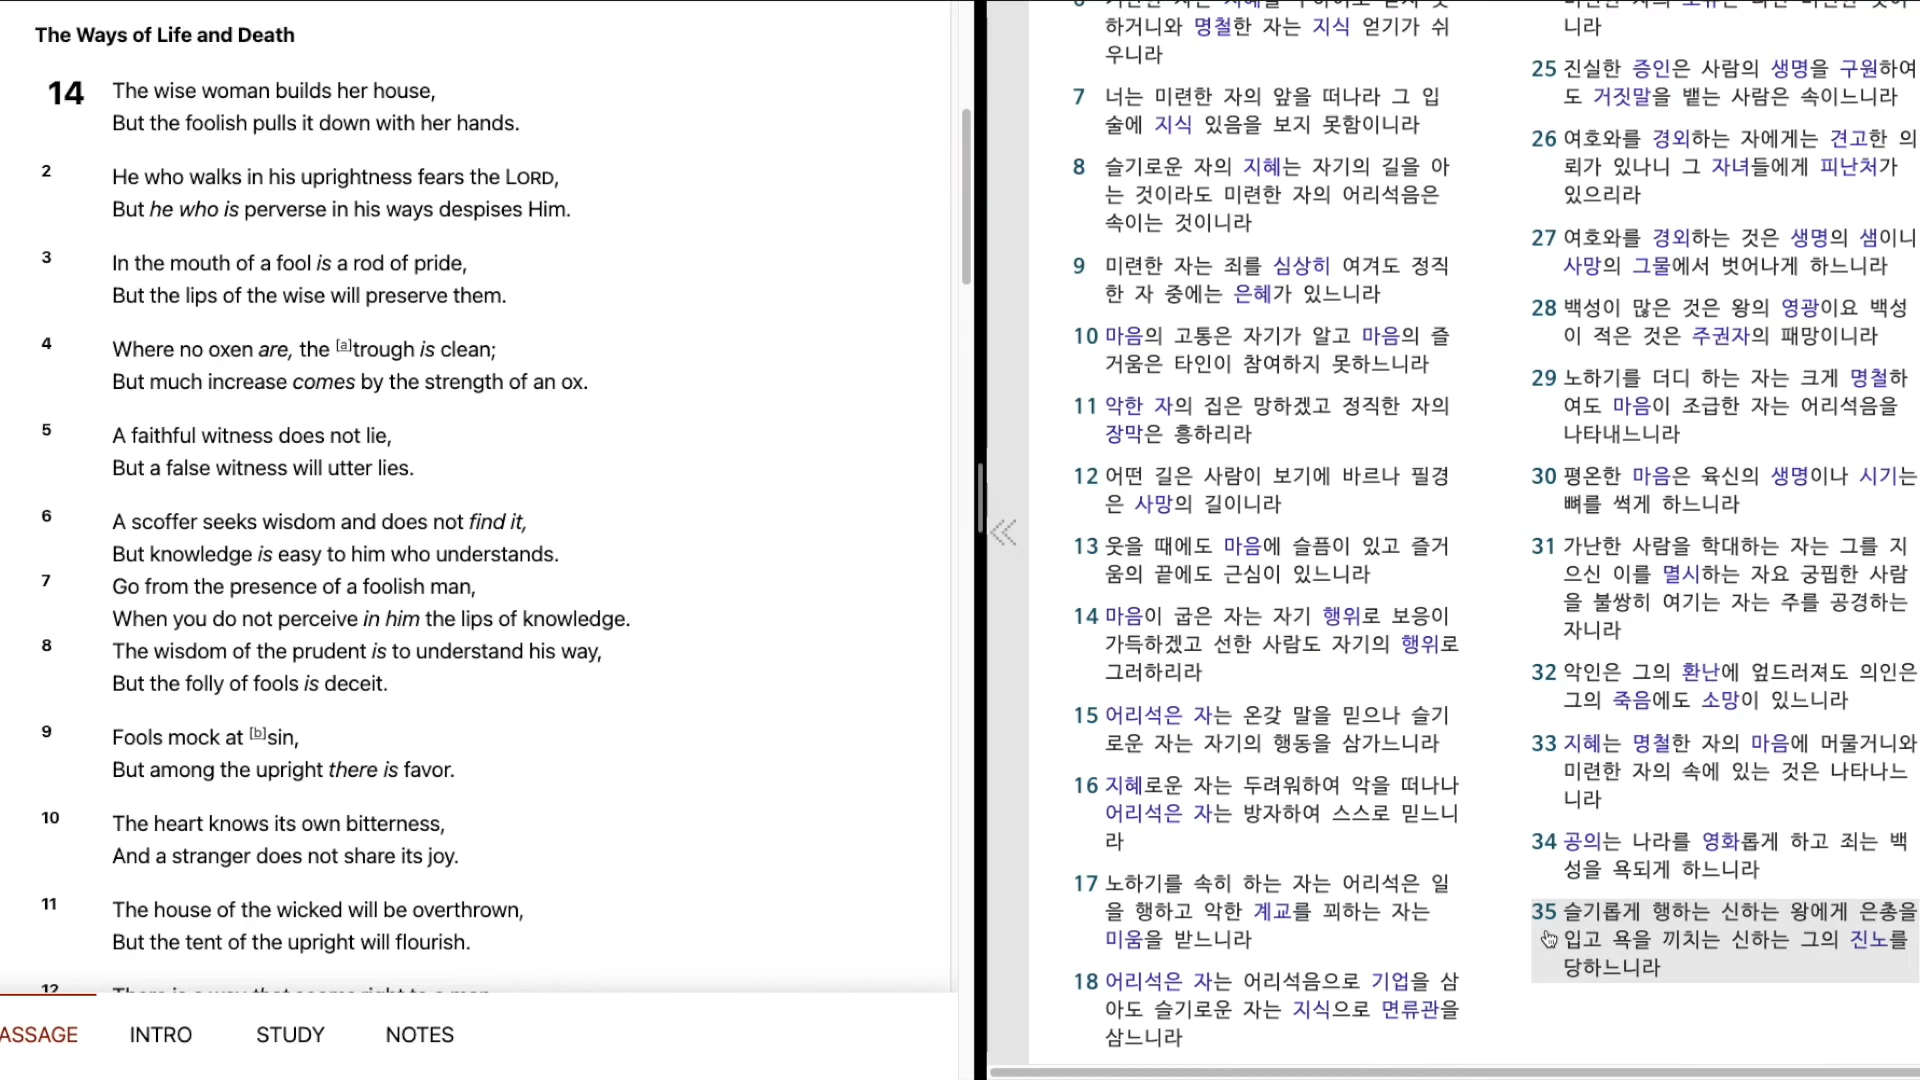 The Ways of Life and Death
14 The wise woman builds her house,
But the foolish pulls it down with her hands.
2 He who walks in his uprightness fears the LORD,
But he who is perverse in his ways despises Him.
3 In the mouth of a fool is a rod of pride,
But the lips of the wise will preserve them.
4 Where no oxen are, the [a]trough is clean;
But much increase comes by the strength of an ox.
5 A faithful witness does not lie,
But a false witness will utter lies.
6 A scoffer seeks wisdom and does not find it,
But knowledge is easy to him who understands.
7 Go from the presence of a foolish man,
When you do not perceive in him the lips of knowledge.
8 The wisdom of the prudent is to understand his way,
But the folly of fools is deceit.
9 Fools mock at [b]sin,
But among the upright there is favor.
10 The heart knows its own bitterness,
And a stranger does not share its joy.
11 The house of the wicked will be overthrown,
But the tent of the upright will flourish.
12 There is a way that seems right to a man,
ASSAGE INTRO STUDY NOTES
하거니와 명철한 자는 지식 얻기가 쉬
우니라
7 너는 미련한 자의 앞을 떠나라 그 입
술에 지식 있음을 보지 못함이니라
8 슬기로운 자의 지혜는 자기의 길을 아
는 것이라도 미련한 자의 어리석음은
속이는 것이니라
9 미련한 자는 죄를 심상히 여겨도 정직
한 자 중에는 은혜가 있느니라
10 마음의 고통은 자기가 알고 마음의 즐
거움은 타인이 참여하지 못하느니라
11 악한 자의 집은 망하겠고 정직한 자의
장막은 흥하리라
12 어떤 길은 사람이 보기에 바르나 필경
은 사망의 길이니라
13 웃을 때에도 마음에 슬픔이 있고 즐거
움의 끝에도 근심이 있느니라
14 마음이 굽은 자는 자기 행위로 보응이
가득하겠고 선한 사람도 자기의 행위로
그러하리라
15 어리석은 자는 온갖 말을 믿으나 슬기
로운 자는 자기의 행동을 삼가느니라
16 지혜로운 자는 두려워하여 악을 떠나나
어리석은 자는 방자하여 스스로 믿느니
라
17 노하기를 속히 하는 자는 어리석은 일
을 행하고 악한 계교를 꾀하는 자는
미움을 받느니라
18 어리석은 자는 어리석음으로 기업을 삼
아도 슬기로운 자는 지식으로 면류관을
삼느니라
니라
25 진실한 증인은 사람의 생명을 구원하여
도 거짓말을 뱉는 사람은 속이느니라
26 여호와를 경외하는 자에게는 견고한 의
뢰가 있나니 그 자녀들에게 피난처가
있으리라
27 여호와를 경외하는 것은 생명의 샘이니
사망의 그물에서 벗어나게 하느니라
28 백성이 많은 것은 왕의 영광이요 백성
이 적은 것은 주권자의 패망이니라
29 노하기를 더디 하는 자는 크게 명철하
여도 마음이 조급한 자는 어리석음을
나타내느니라
30 평온한 마음은 육신의 생명이나 시기는
뼈를 썩게 하느니라
31 가난한 사람을 학대하는 자는 그를 지
으신 이를 멸시하는 자요 궁핍한 사람
을 불쌍히 여기는 자는 주를 공경하는
자니라
32 악인은 그의 환난에 엎드러져도 의인은
그의 죽음에도 소망이 있느니라
33 지혜는 명철한 자의 마음에 머물거니와
미련한 자의 속에 있는 것은 나타나느
니라
34 공의는 나라를 영화롭게 하고 죄는 백
성을 욕되게 하느니라
35 슬기롭게 행하는 신하는 왕에게 은총을
입고 욕을 끼치는 신하는 그의 진노를
당하느니라